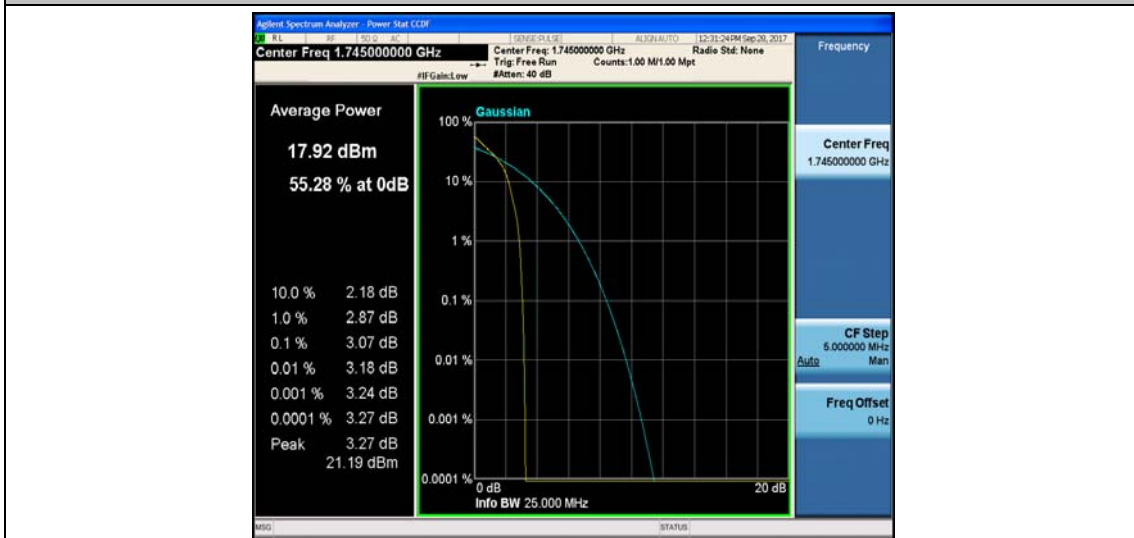 Agilent Spectrum Analyzer - Power Stat CCDF
RL RF 50 Ω AC SENSE:PULSE ALIGN AUTO 12:31:24 PM Sep 28, 2017
Center Freq 1.745000000 GHz
Center Freq: 1.745000000 GHz Radio Std: None
Trig: Free Run Counts:1.00 M/1.00 Mpt
#IFGain:Low #Atten: 40 dB
Frequency
Average Power
17.92 dBm
55.28 % at 0dB
10.0 % 2.18 dB
1.0 % 2.87 dB
0.1 % 3.07 dB
0.01 % 3.18 dB
0.001 % 3.24 dB
0.0001 % 3.27 dB
Peak 3.27 dB
21.19 dBm
Gaussian
100 %
10 %
1 %
0.1 %
0.01 %
0.001 %
0.0001 %
0 dB 20 dB
Info BW 25.000 MHz
Center Freq
1.745000000 GHz
CF Step
5.000000 MHz
Auto Man
Freq Offset
0 Hz
MSG STATUS